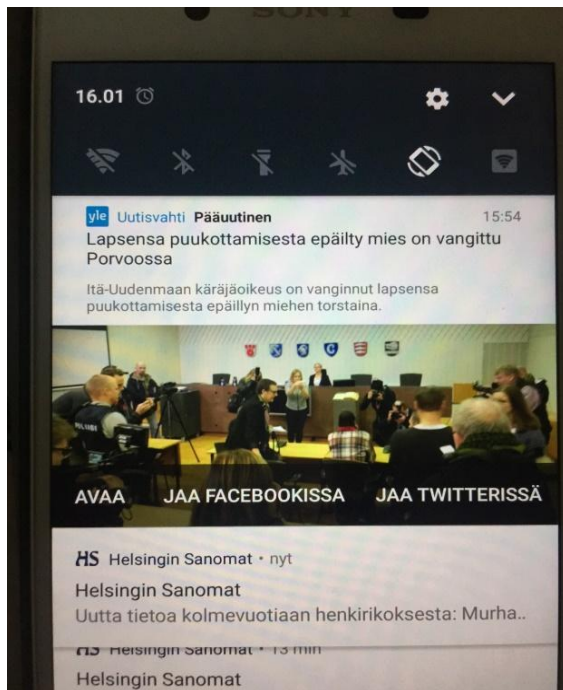 SONY
16.01
yle Uutisvahti Pääuutinen 15:54
Lapsensa puukottamisesta epäilty mies on vangittu
Porvoossa
Itä-Uudenmaan käräjäoikeus on vanginnut lapsensa
puukottamisesta epäillyn miehen torstaina.
POLIISI
AVAA JAA FACEBOOKISSA JAA TWITTERISSÄ
HS Helsingin Sanomat • nyt
Helsingin Sanomat
Uutta tietoa kolmevuotiaan henkirikoksesta: Murha..
HS Helsingin Sanomat • 13 min
Helsingin Sanomat